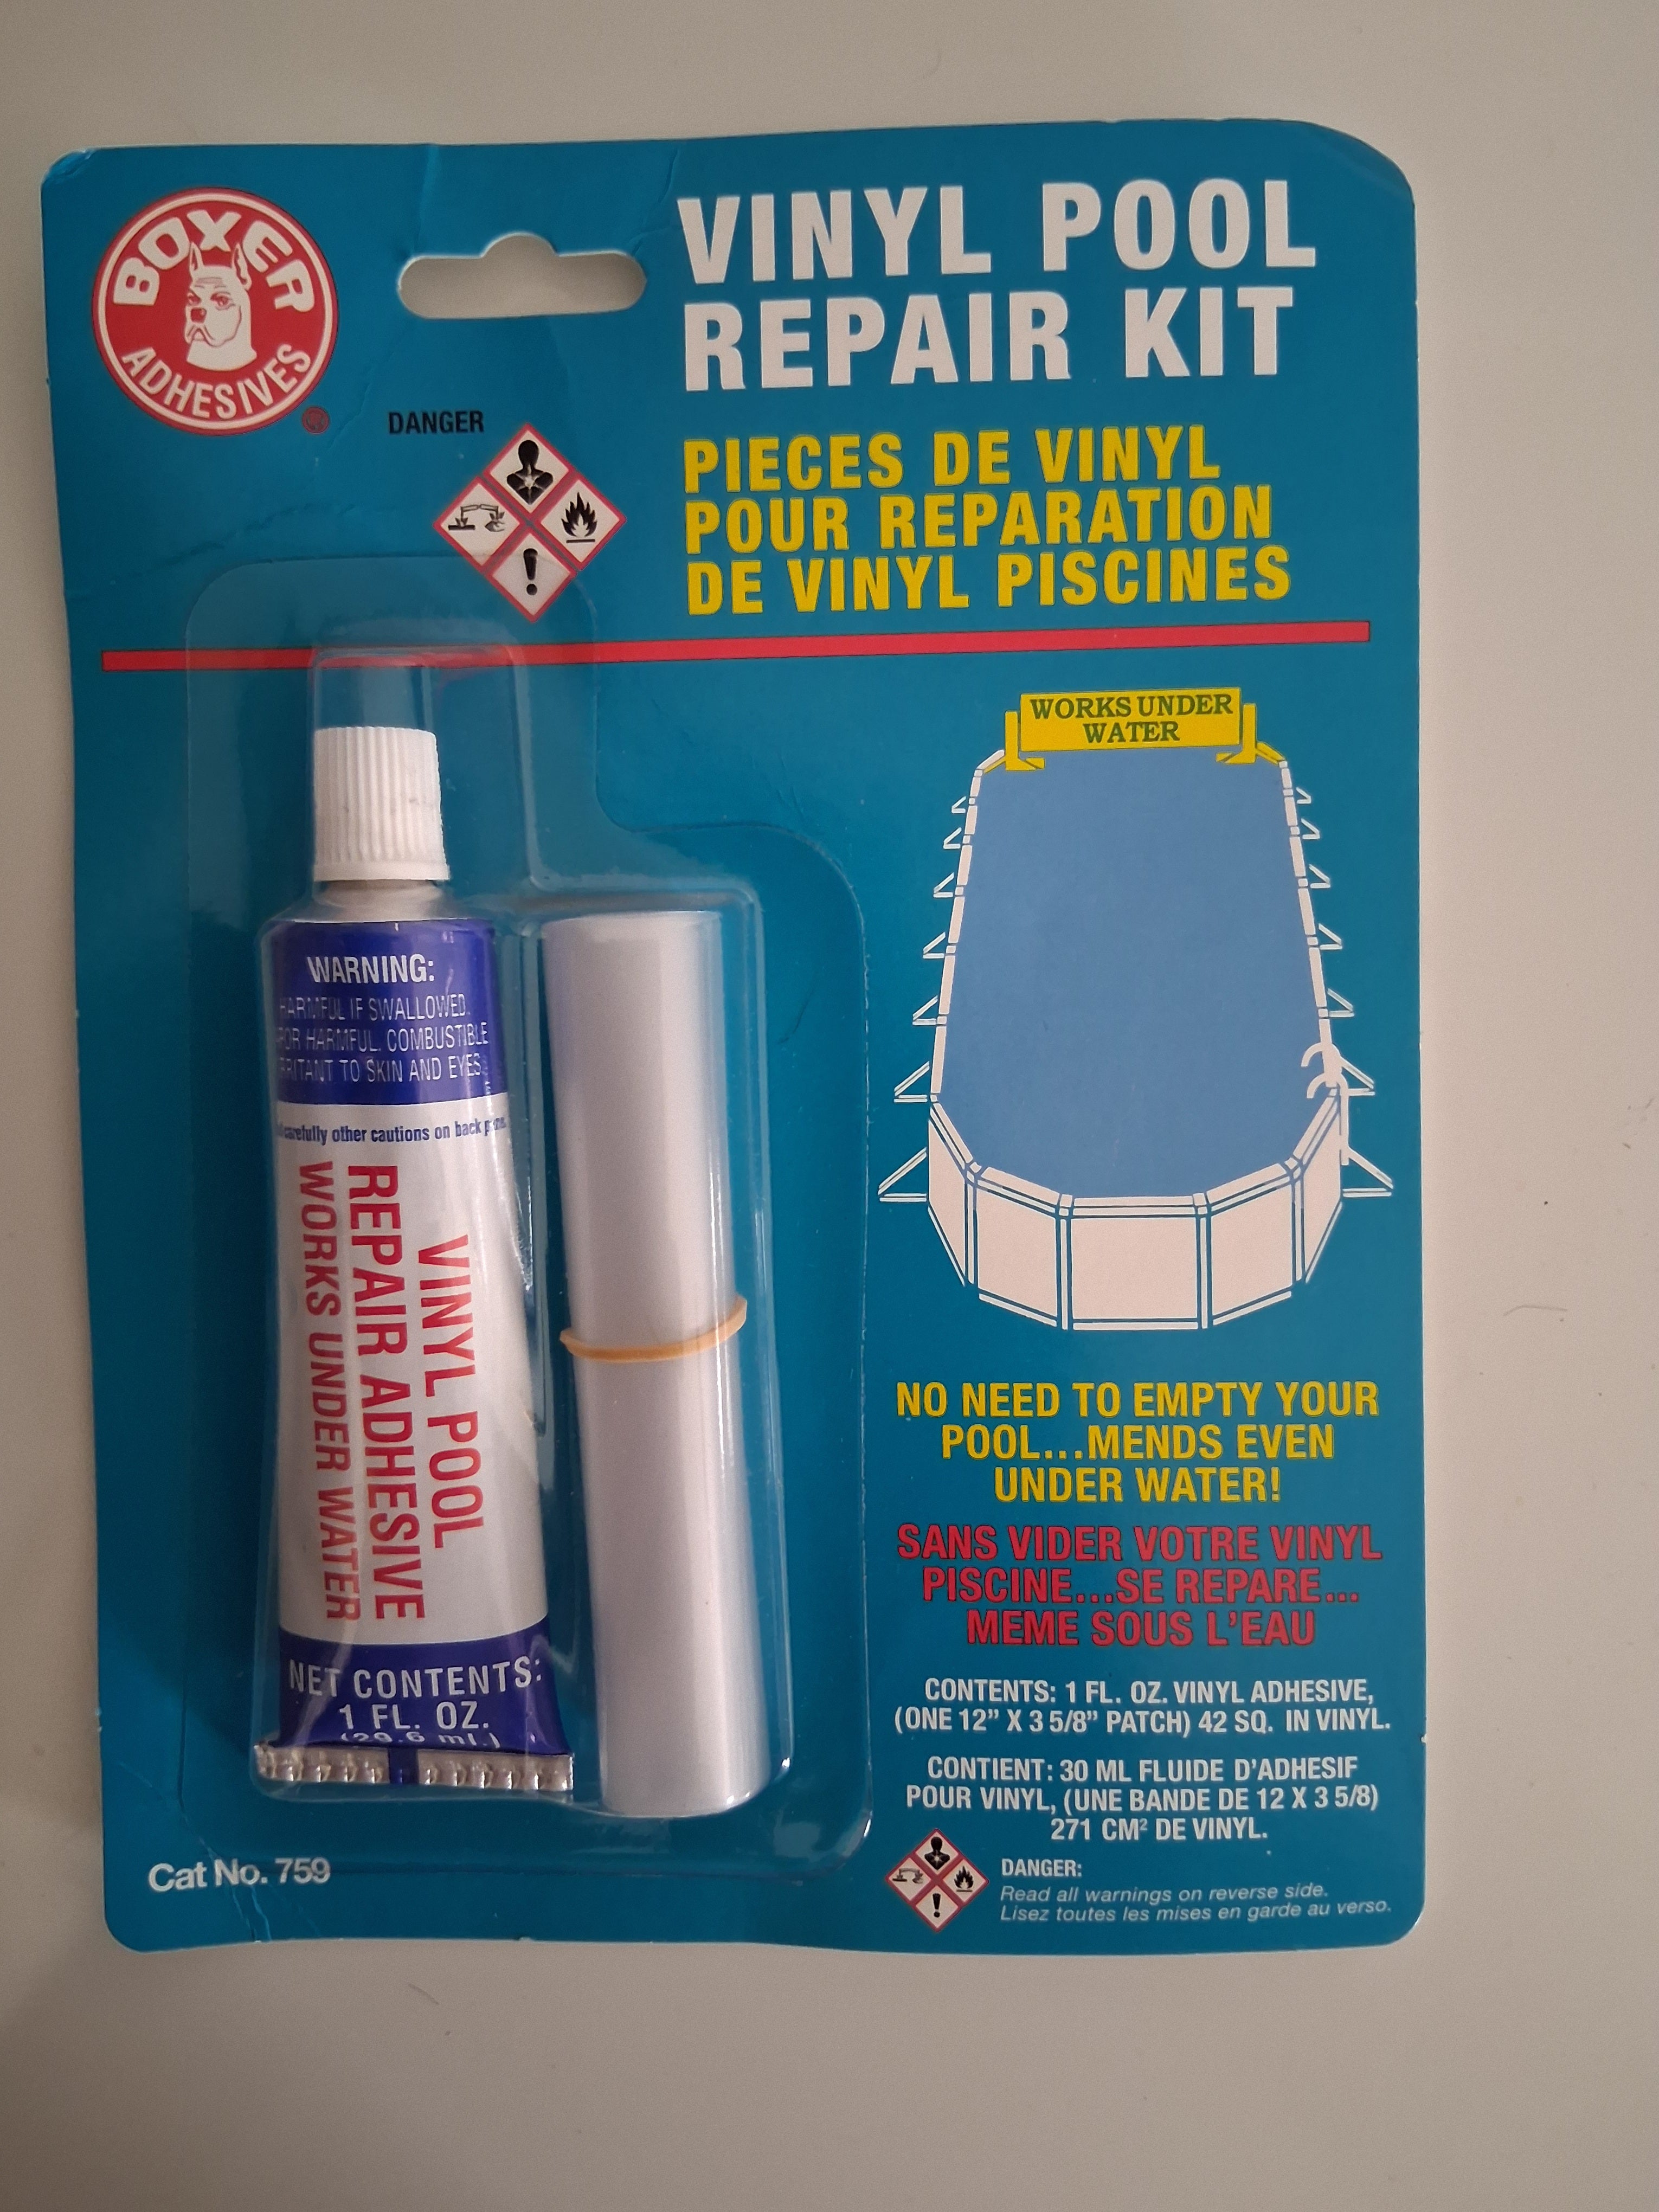 BOXER
ADHESIVES
®
VINYL POOL
REPAIR KIT
DANGER
PIECES DE VINYL
POUR REPARATION
DE VINYL PISCINES
WORKS UNDER
WATER
WARNING:
HARMFUL IF SWALLOWED.
HARMFUL. COMBUSTIBLE
TO SKIN AND EYES.
carefully other cautions on back
VINYL POOL
REPAIR ADHESIVE
WORKS UNDER WATER
NET CONTENTS:
1 FL. OZ.
(29.6 ml.)
NO NEED TO EMPTY YOUR
POOL...MENDS EVEN
UNDER WATER!
SANS VIDER VOTRE VINYL
PISCINE...SE REPARE...
MEME SOUS L'EAU
CONTENTS: 1 FL. OZ. VINYL ADHESIVE,
(ONE 12" X 3 5/8" PATCH) 42 SQ. IN VINYL.
CONTIENT: 30 ML FLUIDE D'ADHESIF
POUR VINYL, (UNE BANDE DE 12 X 3 5/8)
271 CM² DE VINYL.
DANGER:
Read all warnings on reverse side.
Lisez toutes les mises en garde au verso.
Cat No. 759